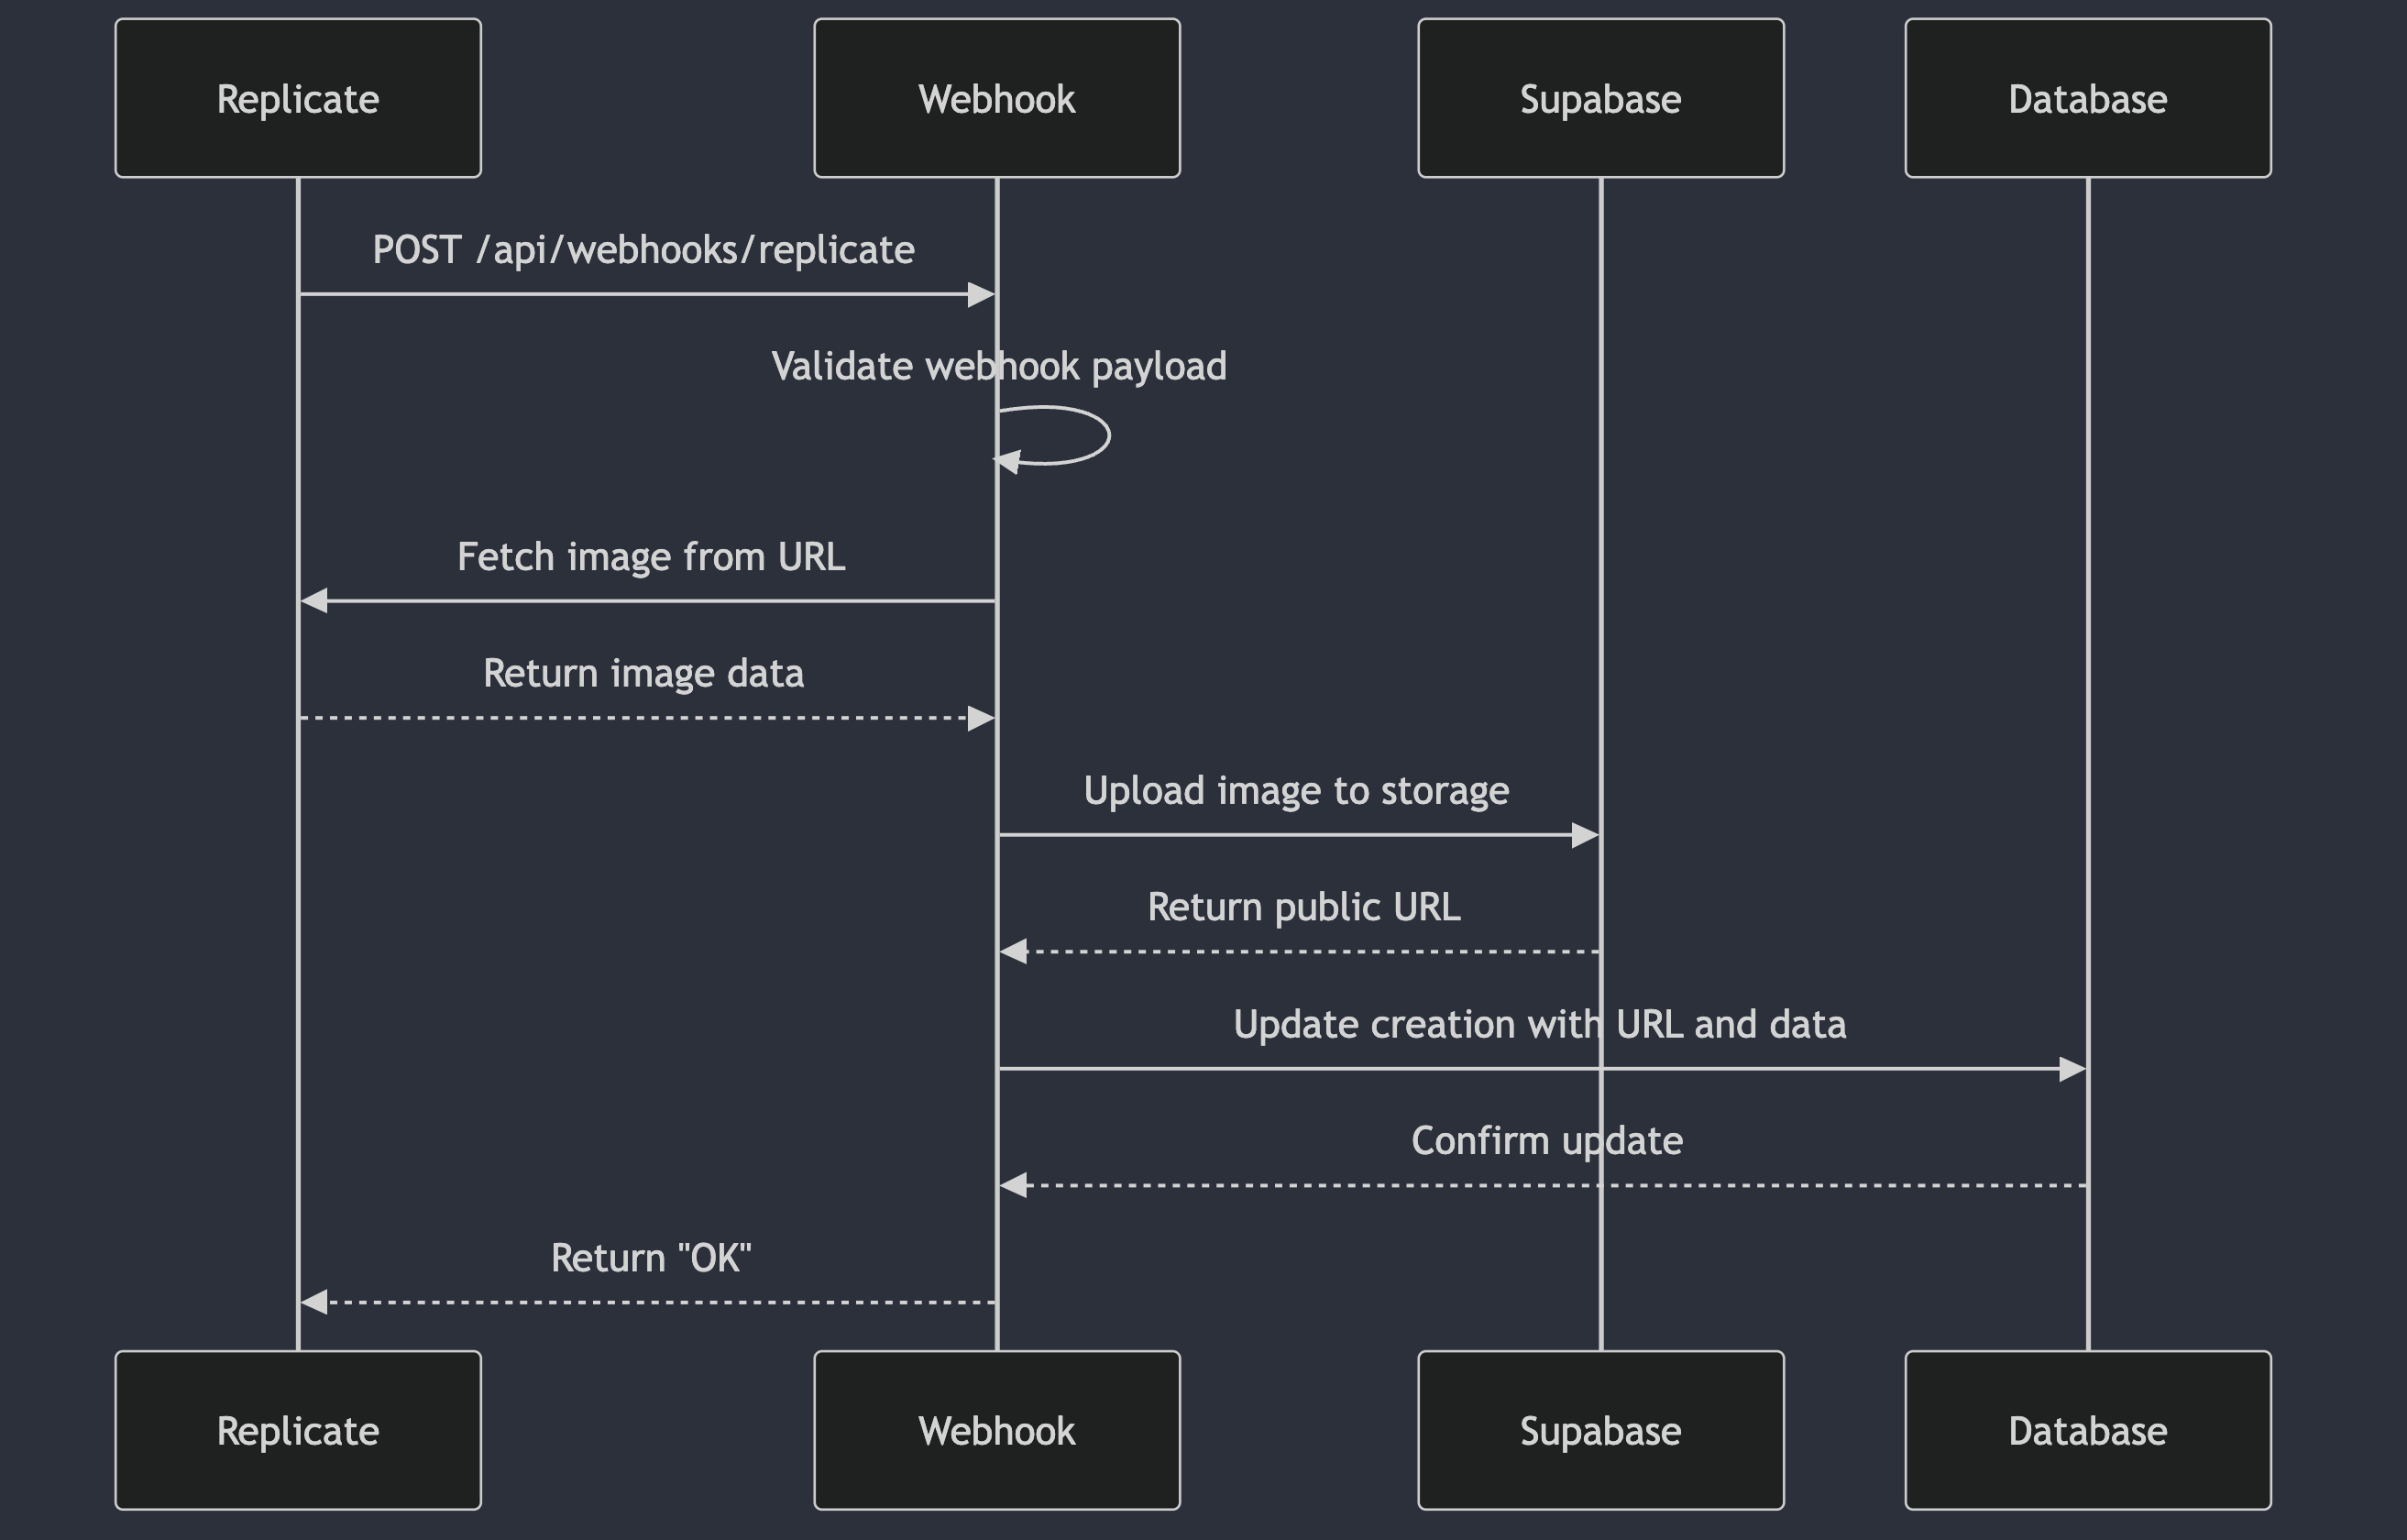 Replicate
Webhook
Supabase
Database
POST /api/webhooks/replicate
Validate webhook payload
Fetch image from URL
Return image data
Upload image to storage
Return public URL
Update creation with URL and data
Confirm update
Return "OK"
Replicate
Webhook
Supabase
Database